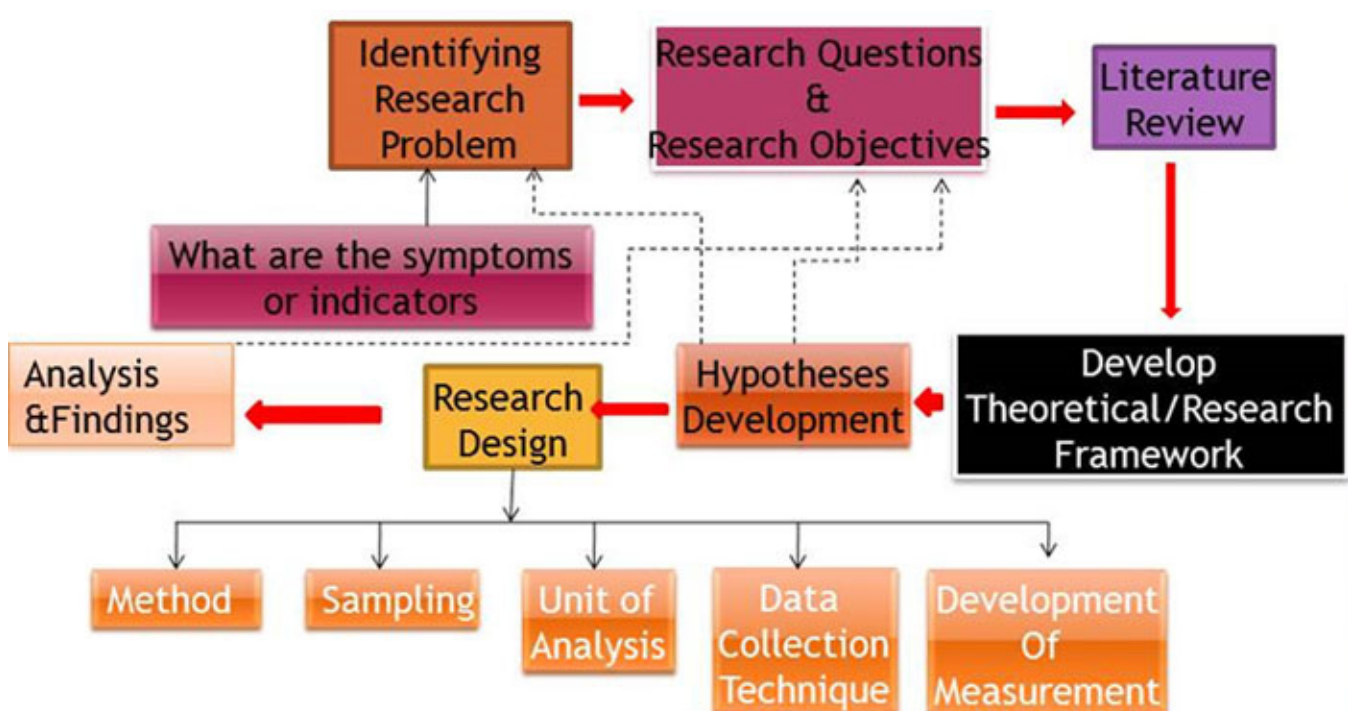 Identifying
Research
Problem
Research Questions
&
Research Objectives
Literature
Review
What are the symptoms
or indicators
Analysis
&Findings
Research
Design
Hypotheses
Development
Develop
Theoretical/Research
Framework
Method
Sampling
Unit of
Analysis
Data
Collection
Technique
Development
Of
Measurement